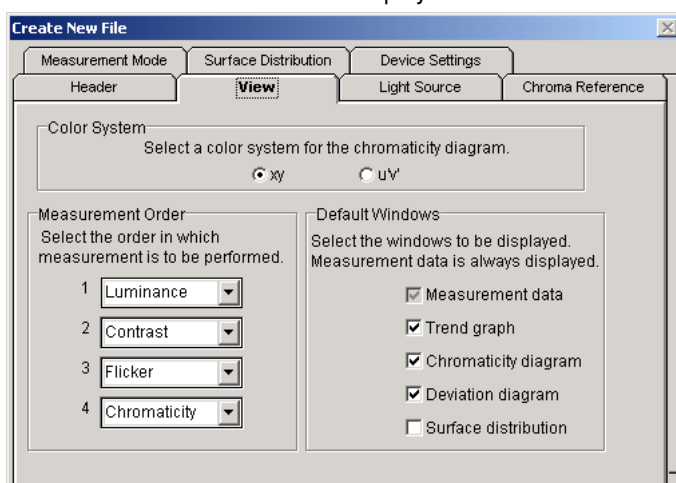 Create New File
Measurement Mode Surface Distribution Device Settings
Header View Light Source Chroma Reference
Color System
Select a color system for the chromaticity diagram.
xy u'v'
Measurement Order
Select the order in which
measurement is to be performed.
1 Luminance
2 Contrast
3 Flicker
4 Chromaticity
Default Windows
Select the windows to be displayed.
Measurement data is always displayed.
Measurement data
Trend graph
Chromaticity diagram
Deviation diagram
Surface distribution